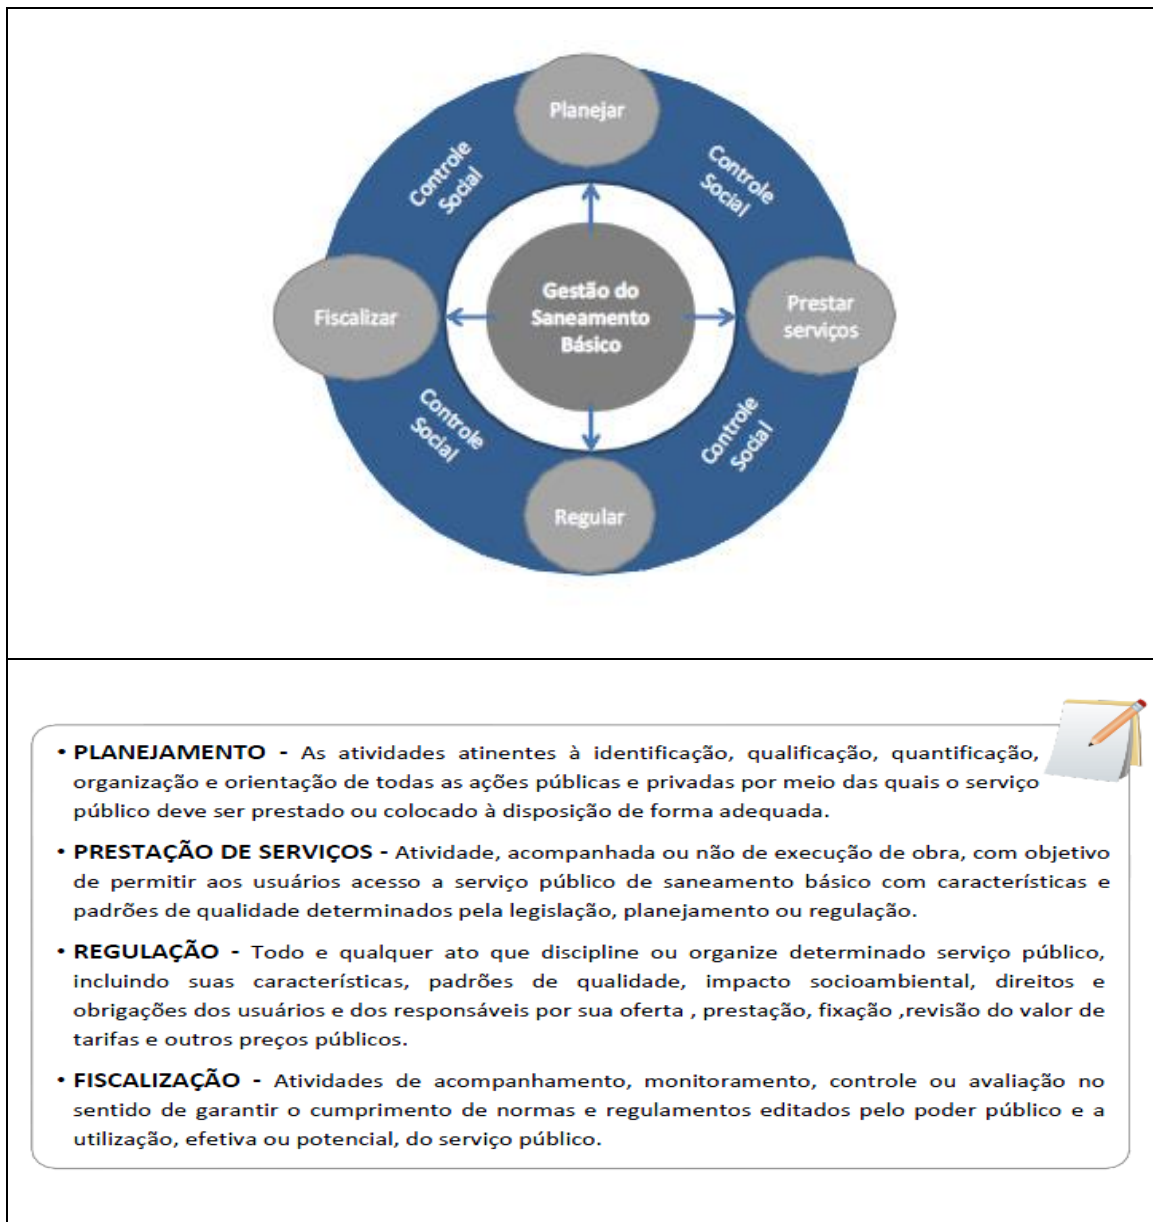 Planejar
Controle
Social
Controle
Social
Fiscalizar
Gestão do
Saneamento
Básico
Prestar
serviços
Controle
Social
Controle
Social
Regular
• PLANEJAMENTO - As atividades atinentes à identificação, qualificação, quantificação,
organização e orientação de todas as ações públicas e privadas por meio das quais o serviço
público deve ser prestado ou colocado à disposição de forma adequada.
• PRESTAÇÃO DE SERVIÇOS - Atividade, acompanhada ou não de execução de obra, com objetivo
de permitir aos usuários acesso a serviço público de saneamento básico com características e
padrões de qualidade determinados pela legislação, planejamento ou regulação.
• REGULAÇÃO - Todo e qualquer ato que discipline ou organize determinado serviço público,
incluindo suas características, padrões de qualidade, impacto socioambiental, direitos e
obrigações dos usuários e dos responsáveis por sua oferta , prestação, fixação ,revisão do valor de
tarifas e outros preços públicos.
• FISCALIZAÇÃO - Atividades de acompanhamento, monitoramento, controle ou avaliação no
sentido de garantir o cumprimento de normas e regulamentos editados pelo poder público e a
utilização, efetiva ou potencial, do serviço público.